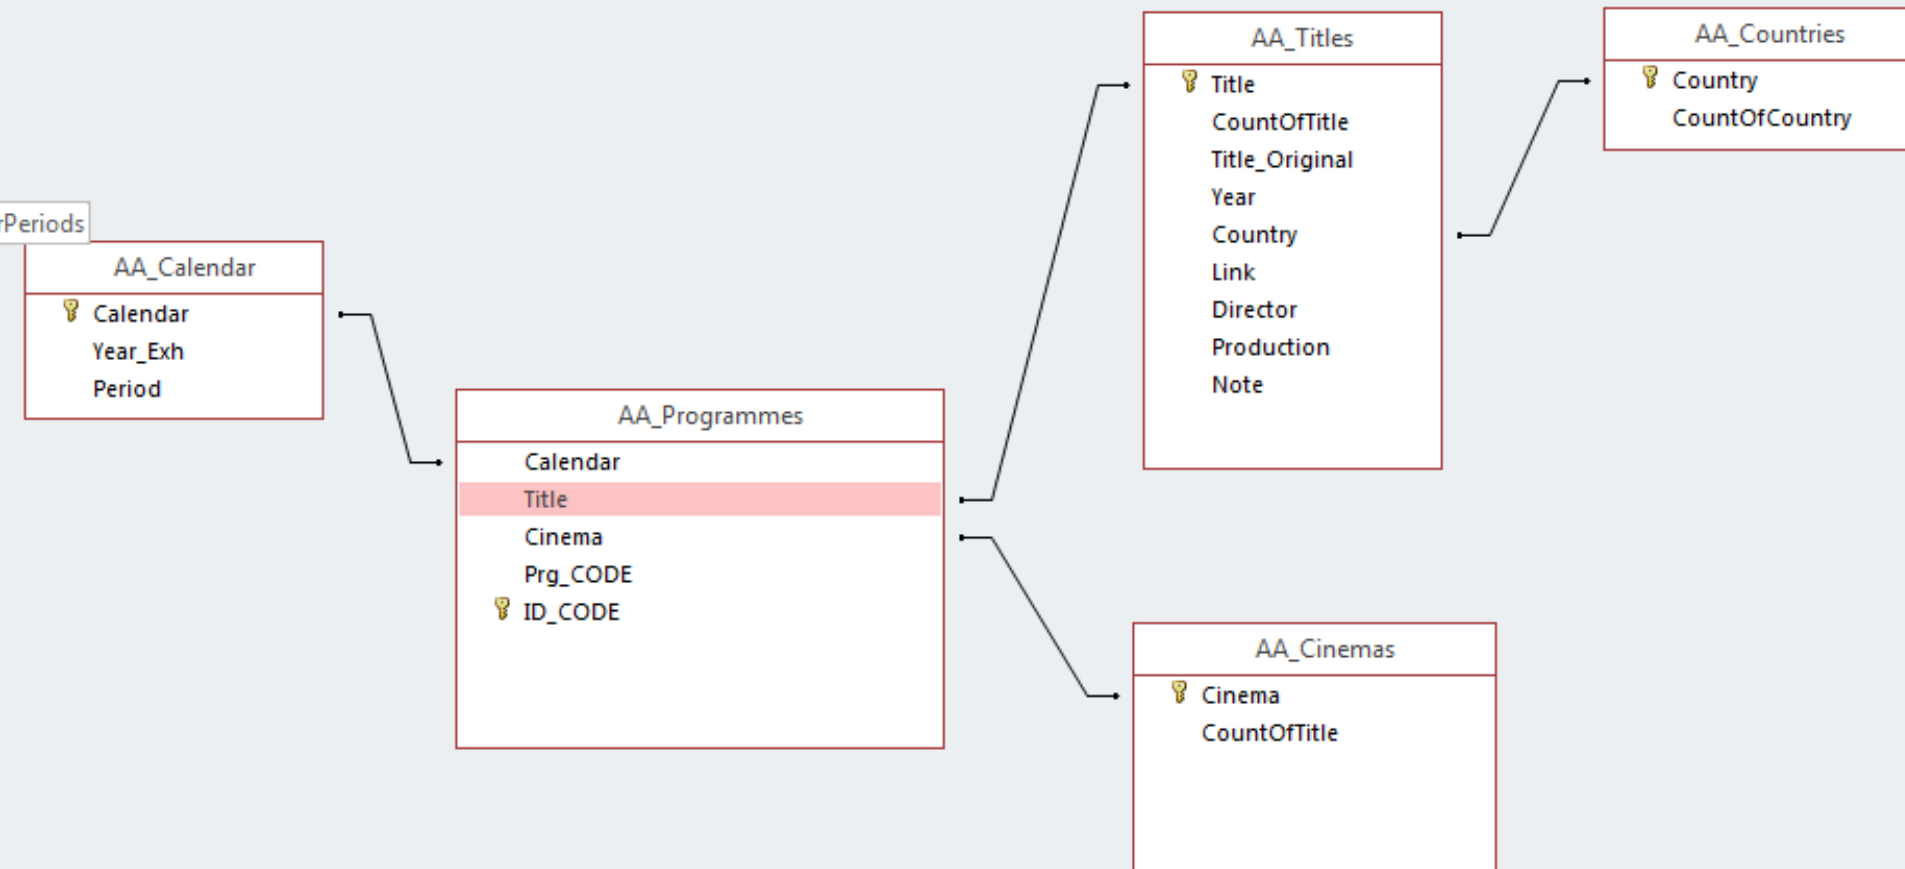 rPeriods
AA_Calendar
Calendar
Year_Exh
Period
AA_Programmes
Calendar
Title
Cinema
Prg_CODE
ID_CODE
AA_Titles
Title
CountOfTitle
Title_Original
Year
Country
Link
Director
Production
Note
AA_Countries
Country
CountOfCountry
AA_Cinemas
Cinema
CountOfTitle